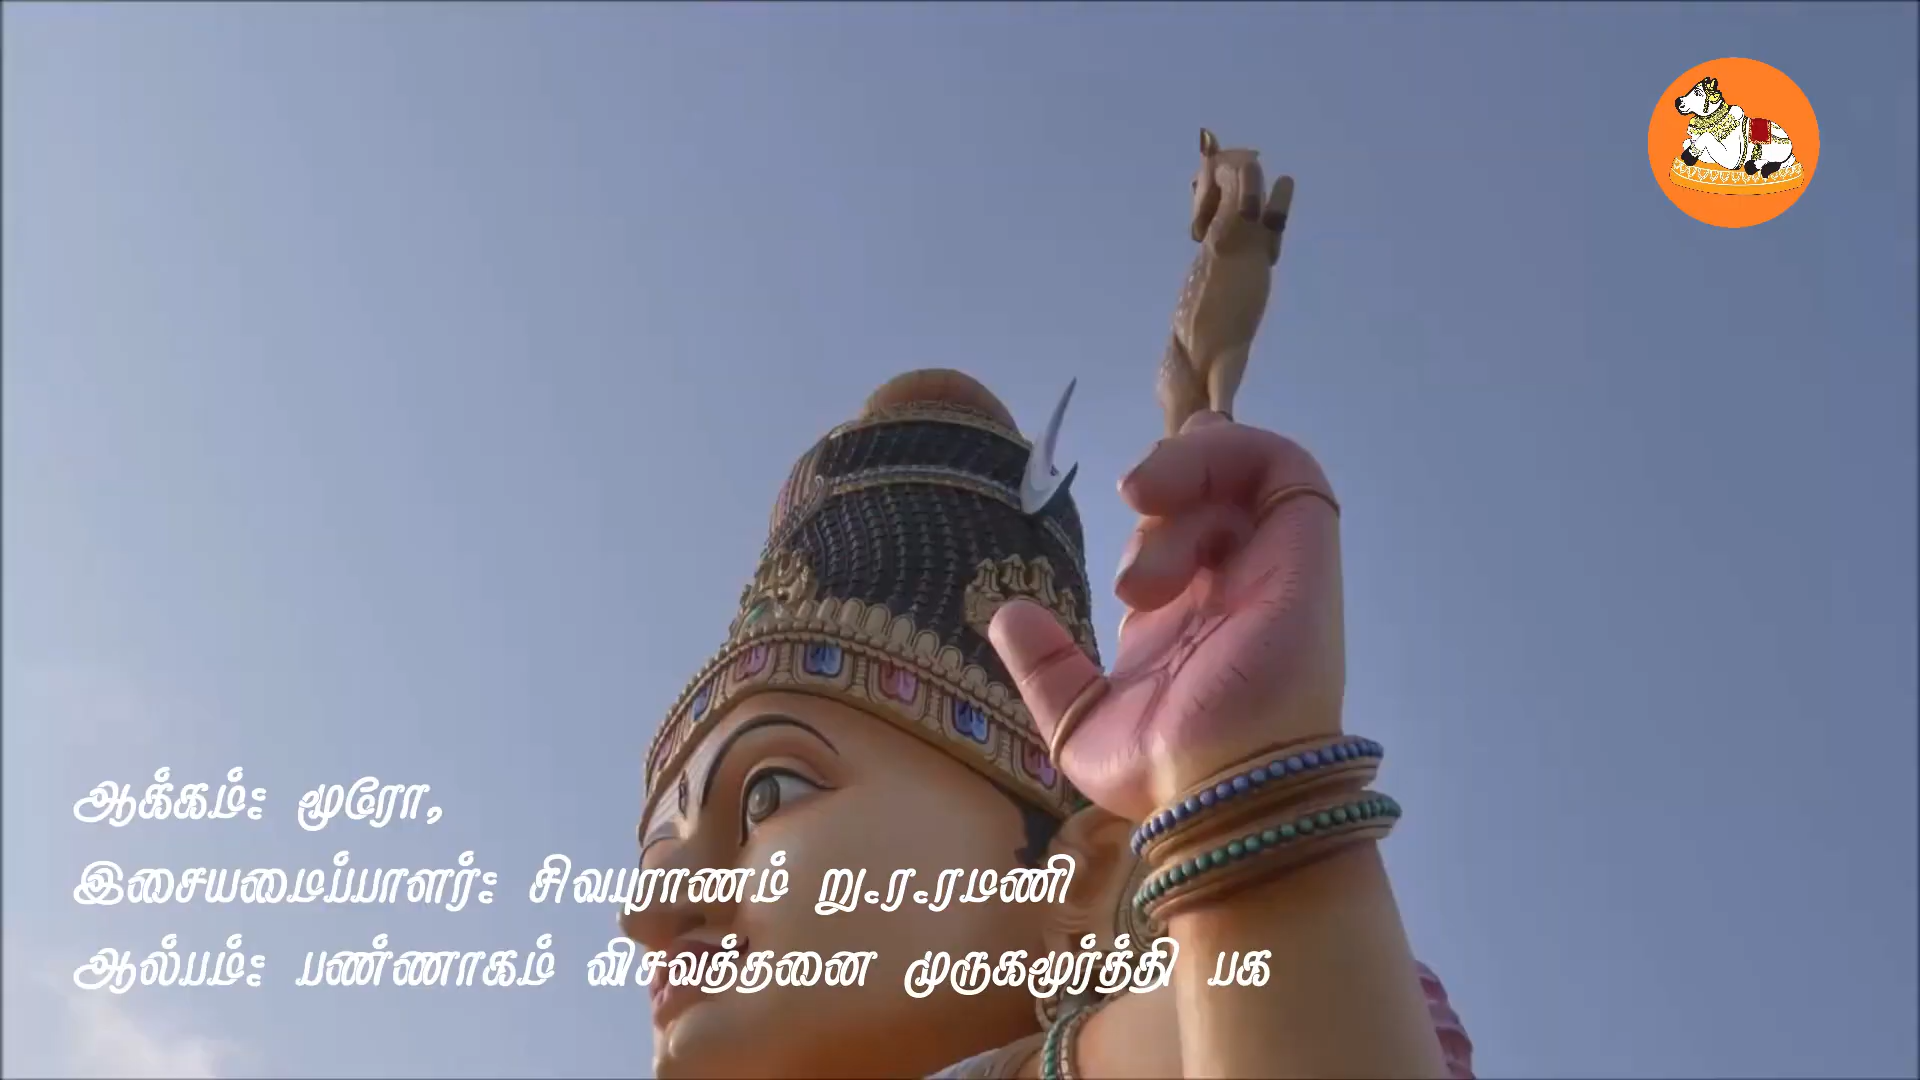 ஆக்கம்: மூரோ,
இசையமைப்பாளர்: சிவபுராணம் று.ர.ரமணி
ஆல்பம்: பண்ணாகம் விசவத்தனை முருகமூர்த்தி பக